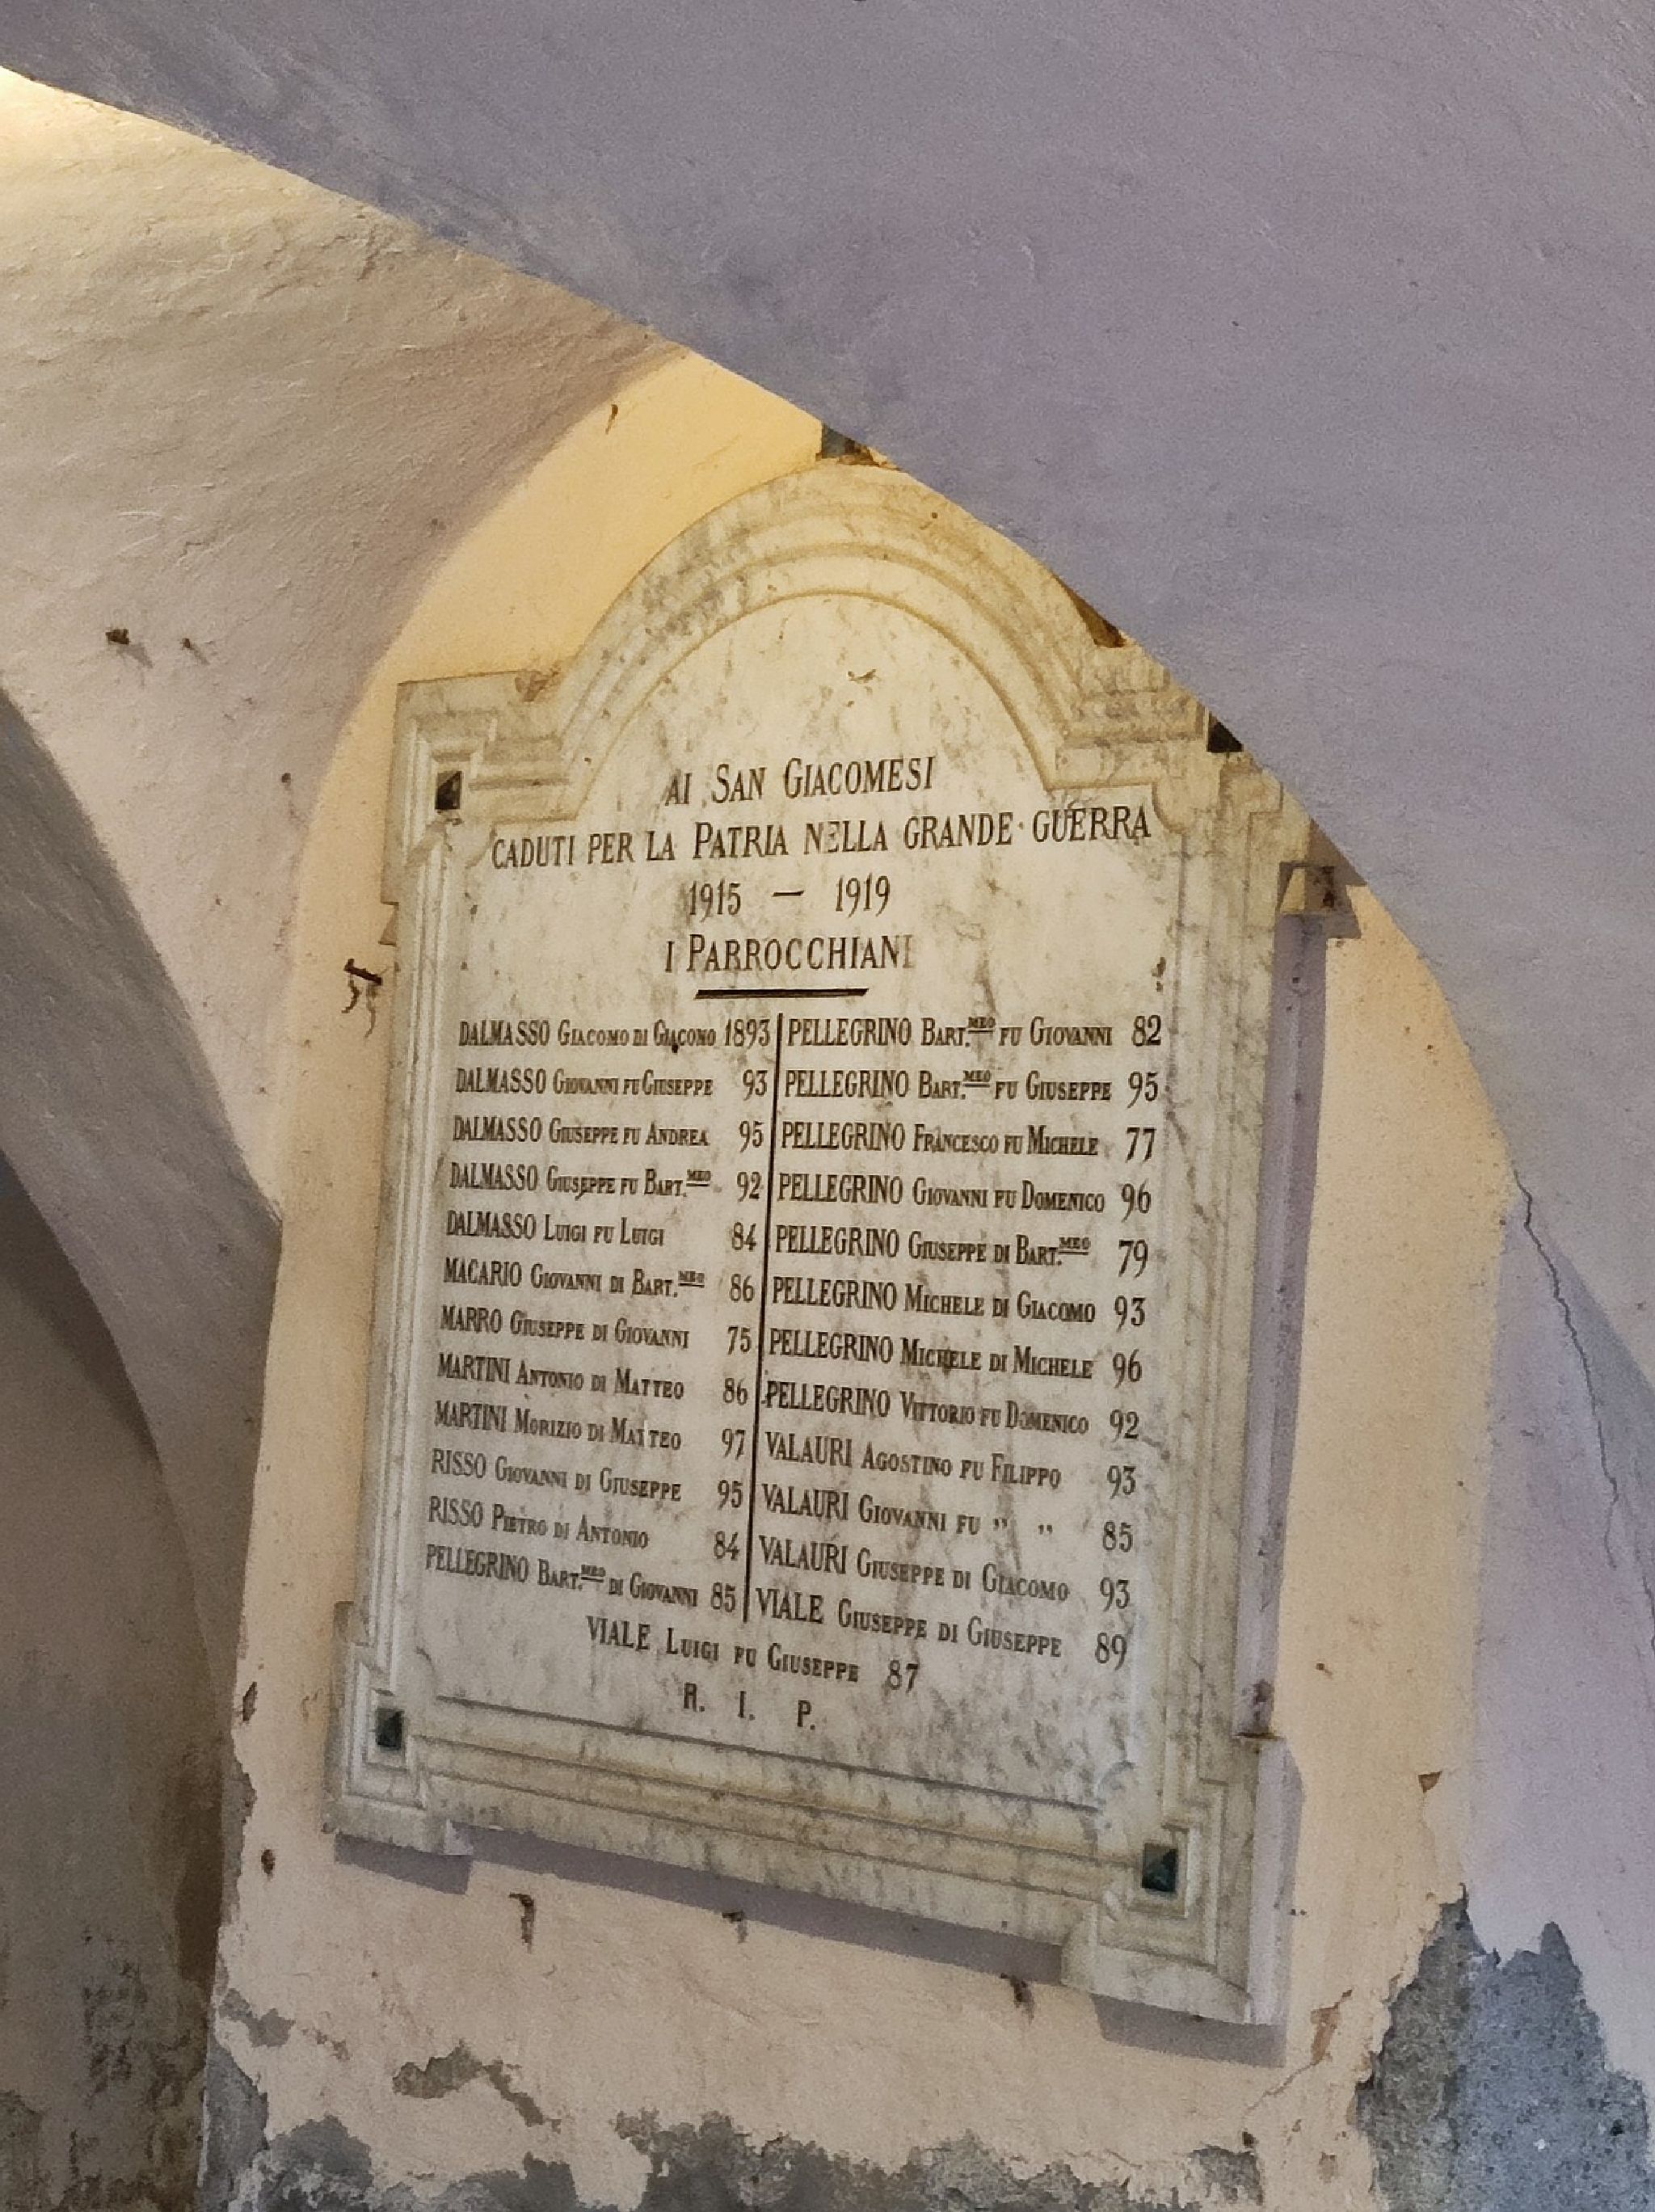 AI SAN GIACOMESI
CADUTI PER LA PATRIA NELLA GRANDE GUERRA
1915 — 1919
I PARROCCHIANI
DALMASSO GIACOMO DI GIACOMO 1893
DALMASSO GIOVANNI FU GIUSEPPE 93
DALMASSO GIUSEPPE FU ANDREA 95
DALMASSO GIUSEPPE FU BART.MEO 92
DALMASSO LUIGI FU LUIGI 84
MACARIO GIOVANNI DI BART.MEO 86
MARRO GIUSEPPE DI GIOVANNI 75
MARTINI ANTONIO DI MATTEO 86
MARTINI MORIZIO DI MATTEO 97
RISSO GIOVANNI DI GIUSEPPE 95
RISSO PIETRO DI ANTONIO 84
PELLEGRINO BART.MEO DI GIOVANNI 85
PELLEGRINO BART.MEO FU GIOVANNI 82
PELLEGRINO BART.MEO FU GIUSEPPE 95
PELLEGRINO FRANCESCO FU MICHELE 77
PELLEGRINO GIOVANNI FU DOMENICO 96
PELLEGRINO GIUSEPPE DI BART.MEO 79
PELLEGRINO MICHELE DI GIACOMO 93
PELLEGRINO MICHELE DI MICHELE 96
PELLEGRINO VITTORIO FU DOMENICO 92
VALAURI AGOSTINO FU FILIPPO 93
VALAURI GIOVANNI FU " " 85
VALAURI GIUSEPPE DI GIACOMO 93
VIALE GIUSEPPE DI GIUSEPPE 89
VIALE LUIGI FU GIUSEPPE 87
R. I. P.